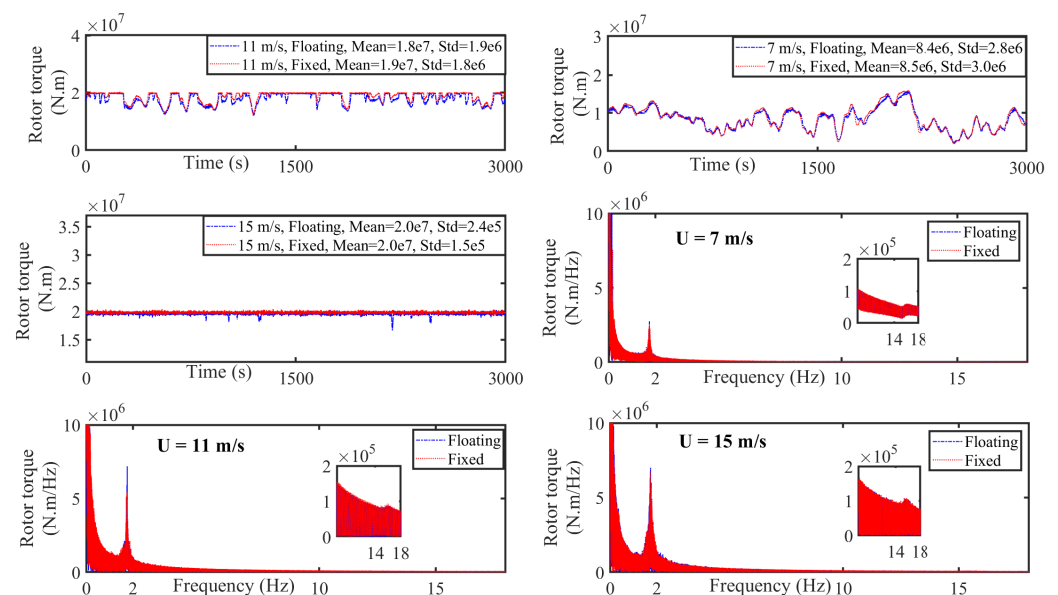 ×10^7
4
2
0
Rotor torque
(N.m)
11 m/s, Floating, Mean=1.8e7, Std=1.9e6
11 m/s, Fixed, Mean=1.9e7, Std=1.8e6
0
1500
3000
Time (s)
×10^7
3
2
1
0
Rotor torque
(N.m)
7 m/s, Floating, Mean=8.4e6, Std=2.8e6
7 m/s, Fixed, Mean=8.5e6, Std=3.0e6
0
1500
3000
Time (s)
×10^7
3.5
3
2.5
2
1.5
Rotor torque
(N.m)
15 m/s, Floating, Mean=2.0e7, Std=2.4e5
15 m/s, Fixed, Mean=2.0e7, Std=1.5e5
0
1500
3000
Time (s)
×10^6
10
5
0
Rotor torque
(N.m/Hz)
U = 7 m/s
Floating
Fixed
×10^5
2
1
0
14 18
0 2 10 15
Frequency (Hz)
×10^6
10
5
0
Rotor torque
(N.m/Hz)
U = 11 m/s
Floating
Fixed
×10^5
2
1
0
14 18
0 2 10 15
Frequency (Hz)
×10^6
10
5
0
Rotor torque
(N.m/Hz)
U = 15 m/s
Floating
Fixed
×10^5
2
1
0
14 18
0 2 10 15
Frequency (Hz)